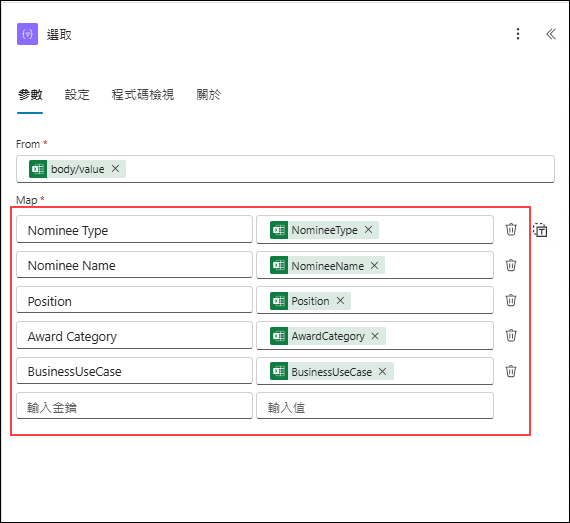 選取
參數 設定 程式碼檢視 關於
From *
body/value
Map *
Nominee Type NomineeType
Nominee Name NomineeName
Position Position
Award Category AwardCategory
BusinessUseCase BusinessUseCase
輸入金鑰 輸入值